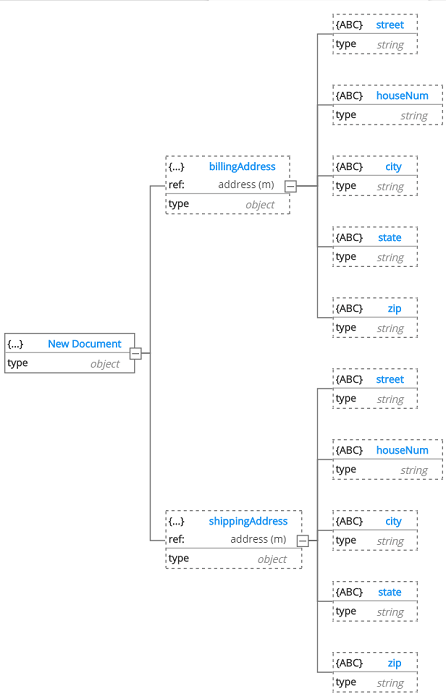 {ABC} street
type string
{ABC} houseNum
type string
{...} billingAddress
ref: address (m)
type object
{ABC} city
type string
{ABC} state
type string
{ABC} zip
type string
{...} New Document
type object
{ABC} street
type string
{ABC} houseNum
type string
{...} shippingAddress
ref: address (m)
type object
{ABC} city
type string
{ABC} state
type string
{ABC} zip
type string